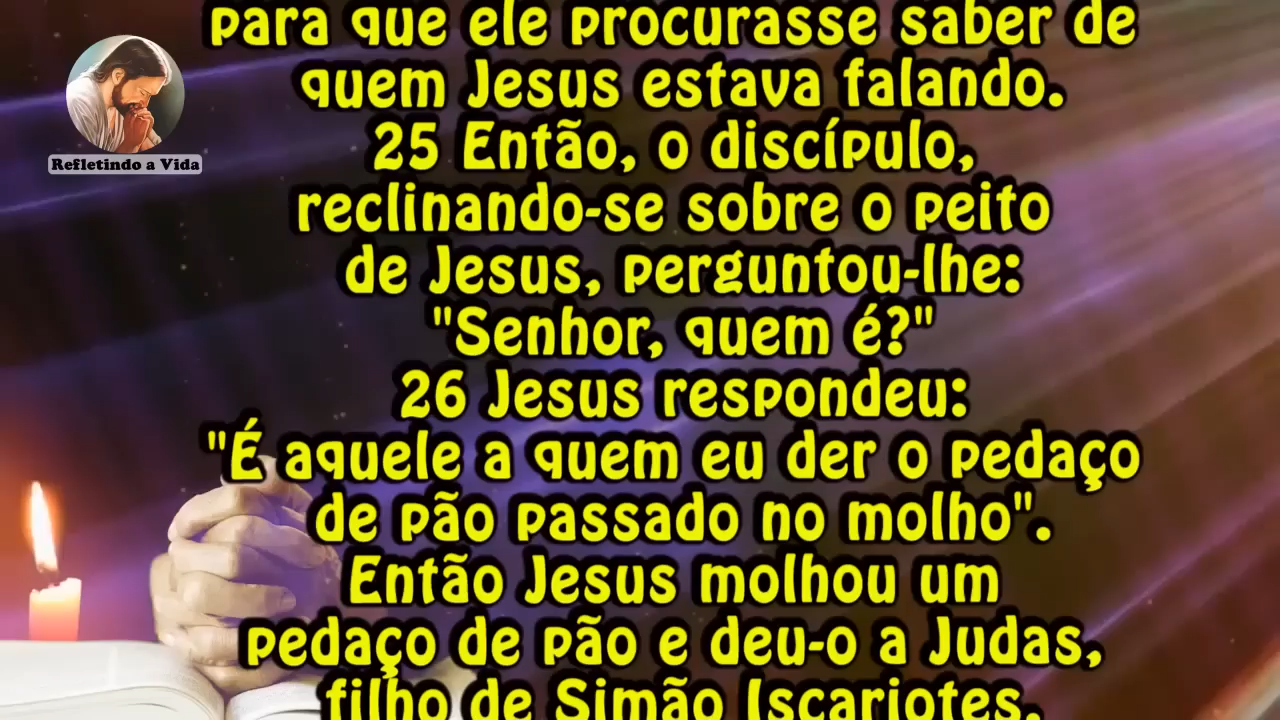 para que ele procurasse saber de
quem Jesus estava falando.
25 Então, o discípulo,
reclinando-se sobre o peito
de Jesus, perguntou-lhe:
"Senhor, quem é?"
26 Jesus respondeu:
"É aquele a quem eu der o pedaço
de pão passado no molho".
Então Jesus molhou um
pedaço de pão e deu-o a Judas,
filho de Simão Iscariotes.
Refletindo a Vida